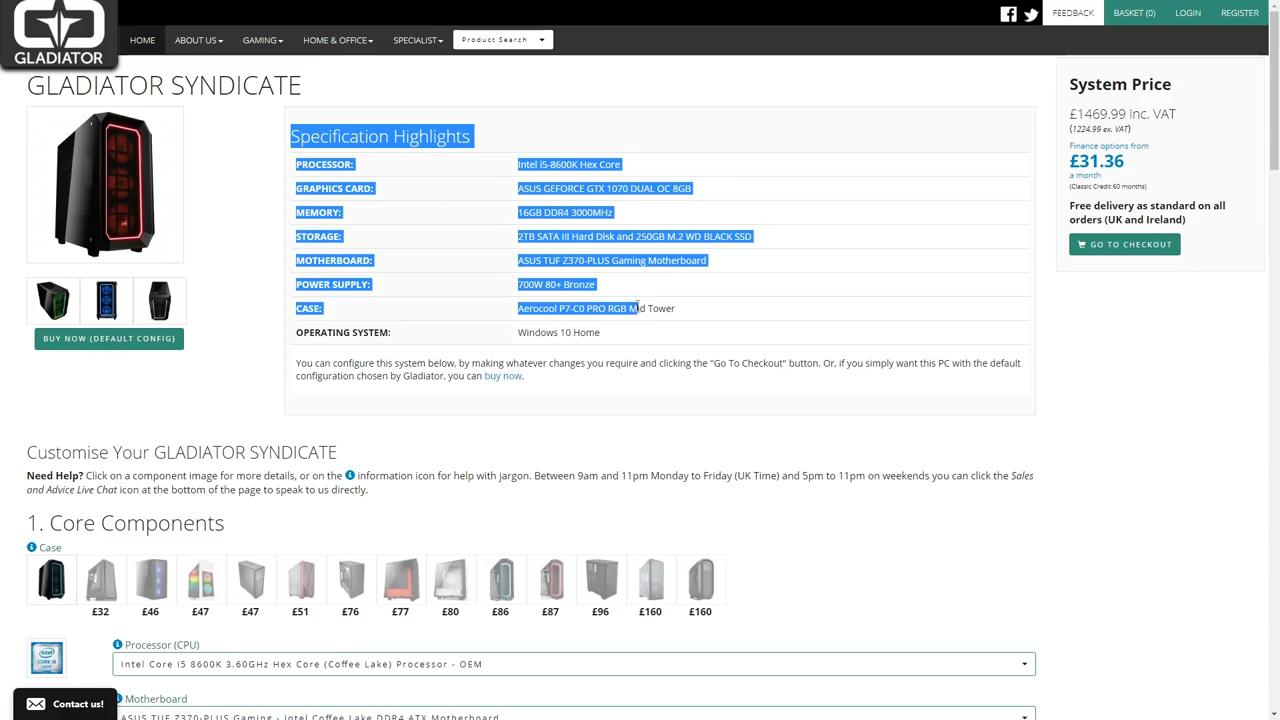 FEEDBACK
BASKET (0)
LOGIN
REGISTER
GLADIATOR
HOME
ABOUT US
GAMING
HOME & OFFICE
SPECIALIST
Product Search
GLADIATOR SYNDICATE
Specification Highlights
PROCESSOR: Intel i5-8600K Hex Core
GRAPHICS CARD: ASUS GEFORCE GTX 1070 DUAL OC 8GB
MEMORY: 16GB DDR4 3000MHz
STORAGE: 2TB SATA III Hard Disk and 250GB M.2 WD BLACK SSD
MOTHERBOARD: ASUS TUF Z370-PLUS Gaming Motherboard
POWER SUPPLY: 700W 80+ Bronze
CASE: Aerocool P7-C0 PRO RGB Mid Tower
OPERATING SYSTEM: Windows 10 Home
You can configure this system below, by making whatever changes you require and clicking the "Go To Checkout" button. Or, if you simply want this PC with the default
configuration chosen by Gladiator, you can buy now.
BUY NOW (DEFAULT CONFIG)
System Price
£1469.99 Inc. VAT
(1224.99 ex. VAT)
Finance options from
£31.36
a month
(Classic Credit 60 months)
Free delivery as standard on all
orders (UK and Ireland)
GO TO CHECKOUT
Customise Your GLADIATOR SYNDICATE
Need Help? Click on a component image for more details, or on the information icon for help with jargon. Between 9am and 11pm Monday to Friday (UK Time) and 5pm to 11pm on weekends you can click the Sales
and Advice Live Chat icon at the bottom of the page to speak to us directly.
1. Core Components
Case
£32 £46 £47 £47 £51 £76 £77 £80 £86 £87 £96 £160 £160
Processor (CPU)
Intel Core i5 8600K 3.60GHz Hex Core (Coffee Lake) Processor - OEM
Motherboard
ASUS TUF Z370-PLUS Gaming - Intel Coffee Lake DDR4 ATX Motherboard
Contact us!